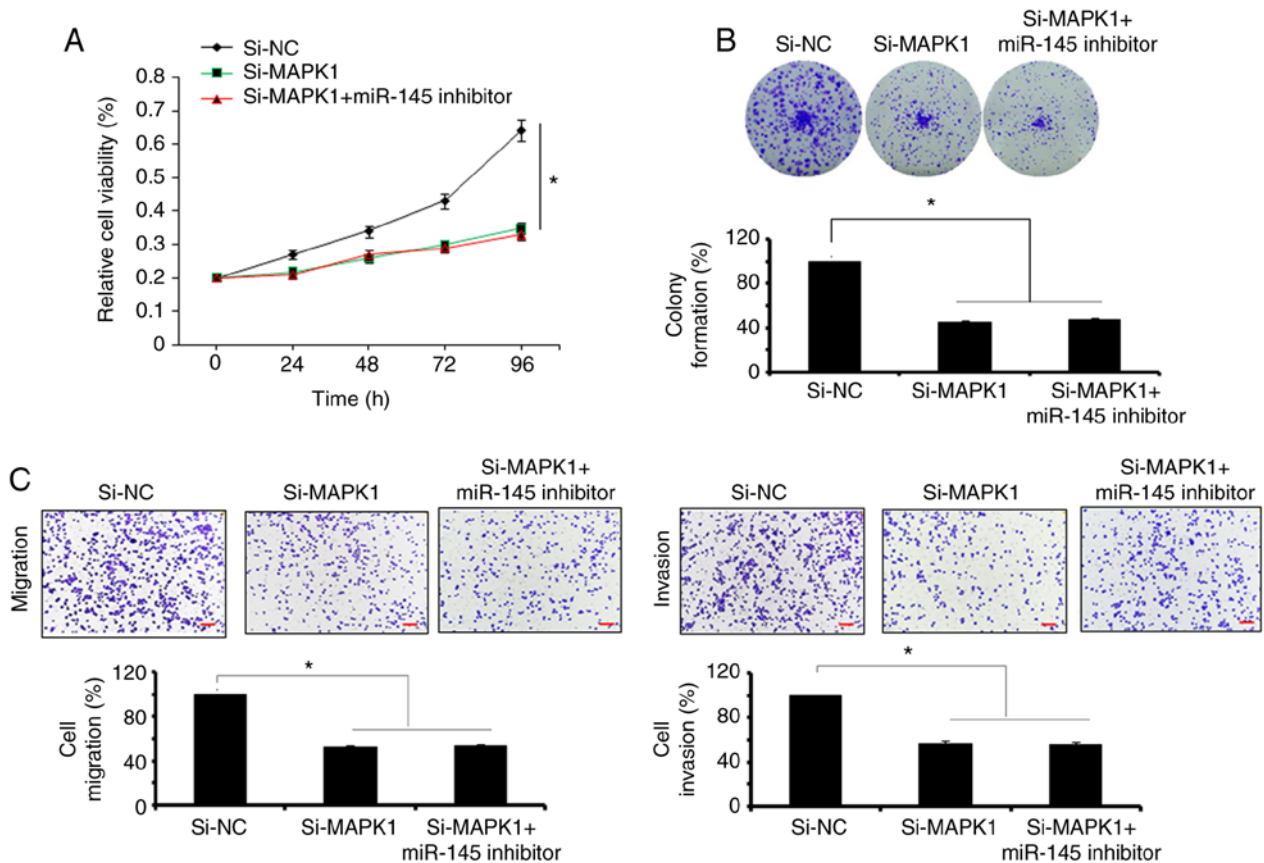 A
Si-NC
Si-MAPK1
Si-MAPK1+miR-145 inhibitor
Relative cell viability (%)
0.8
0.7
0.6
0.5
0.4
0.3
0.2
0.1
0
*
0 24 48 72 96
Time (h)
B
Si-NC Si-MAPK1 Si-MAPK1+
miR-145 inhibitor
*
Colony
formation (%)
120
80
40
0
Si-NC Si-MAPK1 Si-MAPK1+
miR-145 inhibitor
C
Migration
Si-NC Si-MAPK1 Si-MAPK1+
miR-145 inhibitor
*
Cell
migration (%)
120
80
40
0
Si-NC Si-MAPK1 Si-MAPK1+
miR-145 inhibitor
Invasion
Si-NC Si-MAPK1 Si-MAPK1+
miR-145 inhibitor
*
Cell
invasion (%)
120
80
40
0
Si-NC Si-MAPK1 Si-MAPK1+
miR-145 inhibitor